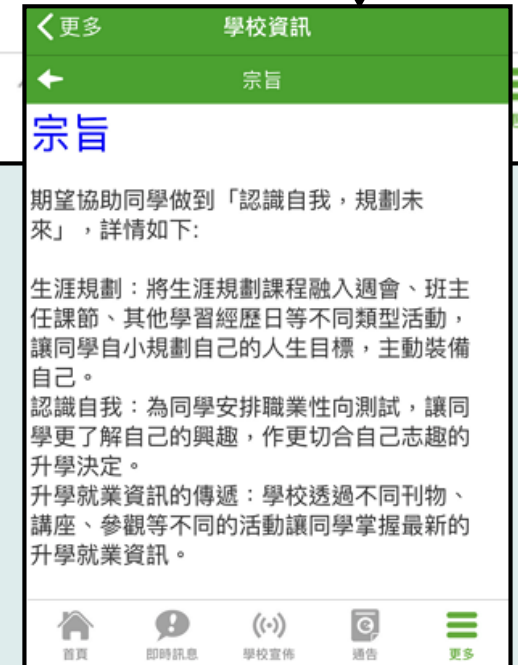 更多 學校資訊
宗旨
宗旨
期望協助同學做到「認識自我，規劃未
來」，詳情如下:
生涯規劃：將生涯規劃課程融入週會、班主
任課節、其他學習經歷日等不同類型活動，
讓同學自小規劃自己的人生目標，主動裝備
自己。
認識自我：為同學安排職業性向測試，讓同
學更了解自己的興趣，作更切合自己志趣的
升學決定。
升學就業資訊的傳遞：學校透過不同刊物、
講座、參觀等不同的活動讓同學掌握最新的
升學就業資訊。
首頁 即時訊息 學校宣佈 通告 更多